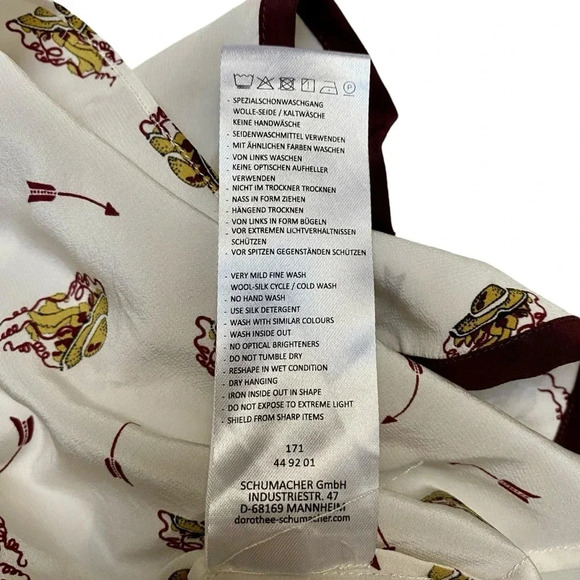 P
- SPEZIALSCHONWASCHGANG
WOLLE-SEIDE / KALTWÄSCHE
KEINE HANDWÄSCHE
- SEIDENWASCHMITTEL VERWENDEN
- MIT ÄHNLICHEN FARBEN WASCHEN
- VON LINKS WASCHEN
- KEINE OPTISCHEN AUFHELLER
VERWENDEN
- NICHT IM TROCKNER TROCKNEN
- NASS IN FORM ZIEHEN
- HÄNGEND TROCKNEN
- VON LINKS IN FORM BÜGELN
- VOR EXTREMEN LICHTVERHÄLTNISSEN
SCHÜTZEN
- VOR SPITZEN GEGENSTÄNDEN SCHÜTZEN
- VERY MILD FINE WASH
WOOL-SILK CYCLE / COLD WASH
- NO HAND WASH
- USE SILK DETERGENT
- WASH WITH SIMILAR COLOURS
- WASH INSIDE OUT
- NO OPTICAL BRIGHTENERS
- DO NOT TUMBLE DRY
- RESHAPE IN WET CONDITION
- DRY HANGING
- IRON INSIDE OUT IN SHAPE
- DO NOT EXPOSE TO EXTREME LIGHT
- SHIELD FROM SHARP ITEMS
171
44 92 01
SCHUMACHER GmbH
INDUSTRIESTR. 47
D-68169 MANNHEIM
dorothee-schumacher.com